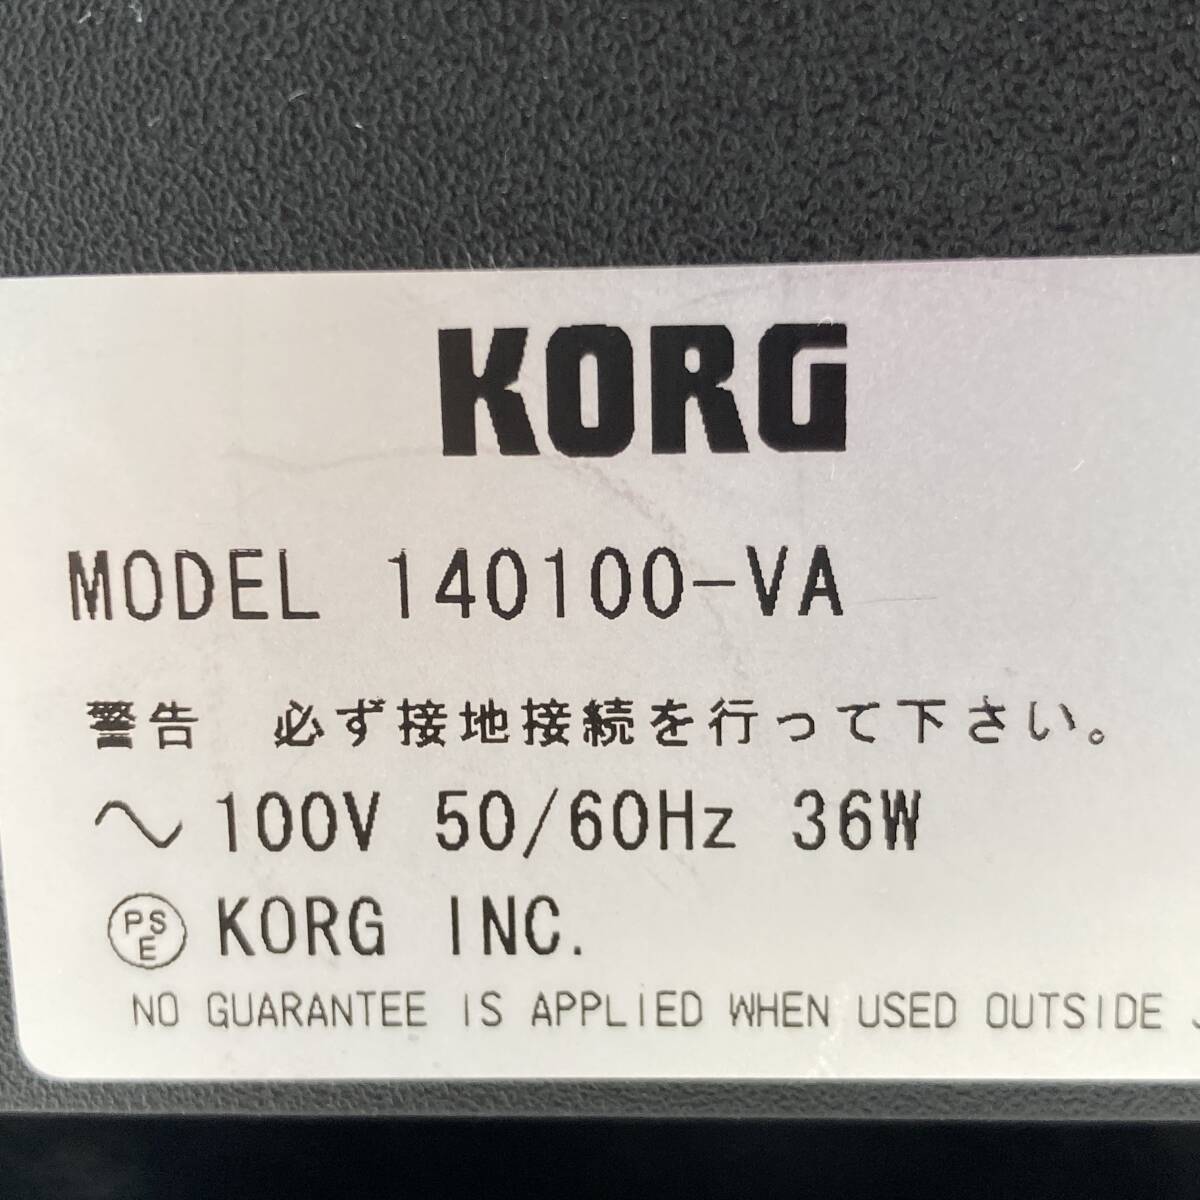 KORG
MODEL 140100-VA
警告 必ず接地接続を行って下さい。
～ 100V 50/60Hz 36W
PSE KORG INC.
NO GUARANTEE IS APPLIED WHEN USED OUTSIDE